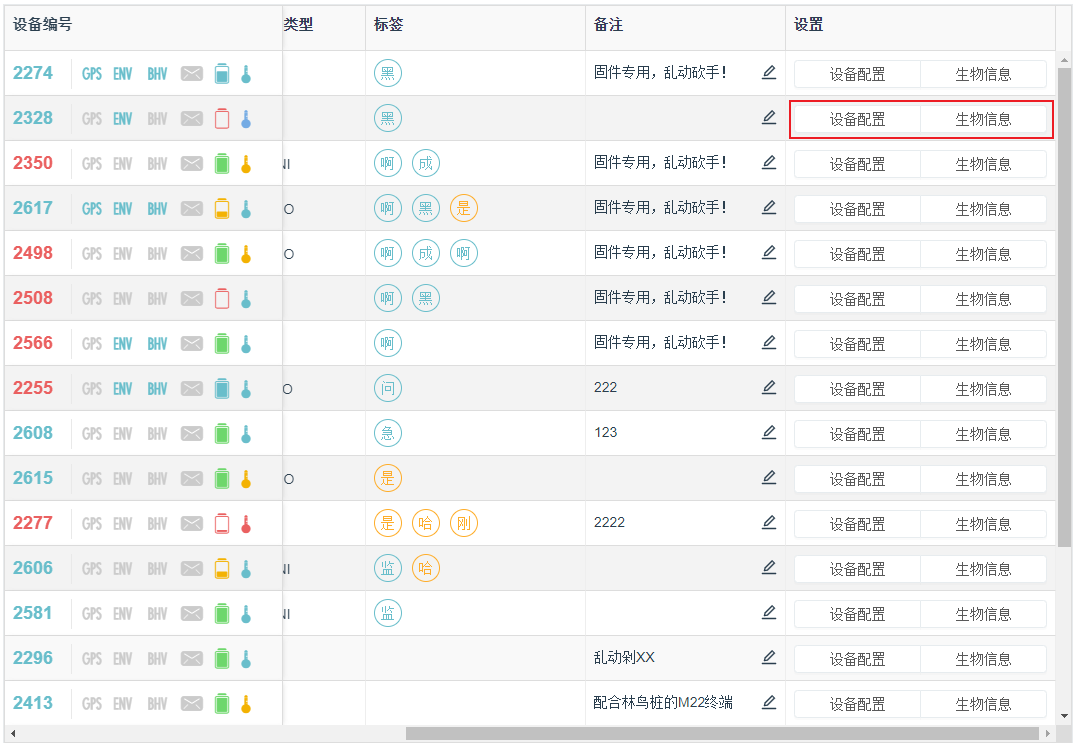 设备编号 类型 标签 备注 设置
2274 GPS ENV BHV 黑 固件专用，乱动砍手！ 设备配置 生物信息
2328 GPS ENV BHV 黑 设备配置 生物信息
2350 GPS ENV BHV NI 啊 成 固件专用，乱动砍手！ 设备配置 生物信息
2617 GPS ENV BHV O 啊 黑 是 固件专用，乱动砍手！ 设备配置 生物信息
2498 GPS ENV BHV O 啊 成 啊 固件专用，乱动砍手！ 设备配置 生物信息
2508 GPS ENV BHV 啊 黑 固件专用，乱动砍手！ 设备配置 生物信息
2566 GPS ENV BHV 啊 固件专用，乱动砍手！ 设备配置 生物信息
2255 GPS ENV BHV O 问 222 设备配置 生物信息
2608 GPS ENV BHV 急 123 设备配置 生物信息
2615 GPS ENV BHV O 是 设备配置 生物信息
2277 GPS ENV BHV 是 哈 刚 2222 设备配置 生物信息
2606 GPS ENV BHV NI 监 哈 设备配置 生物信息
2581 GPS ENV BHV NI 监 设备配置 生物信息
2296 GPS ENV BHV 乱动剁XX 设备配置 生物信息
2413 GPS ENV BHV 配合林鸟桩的M22终端 设备配置 生物信息